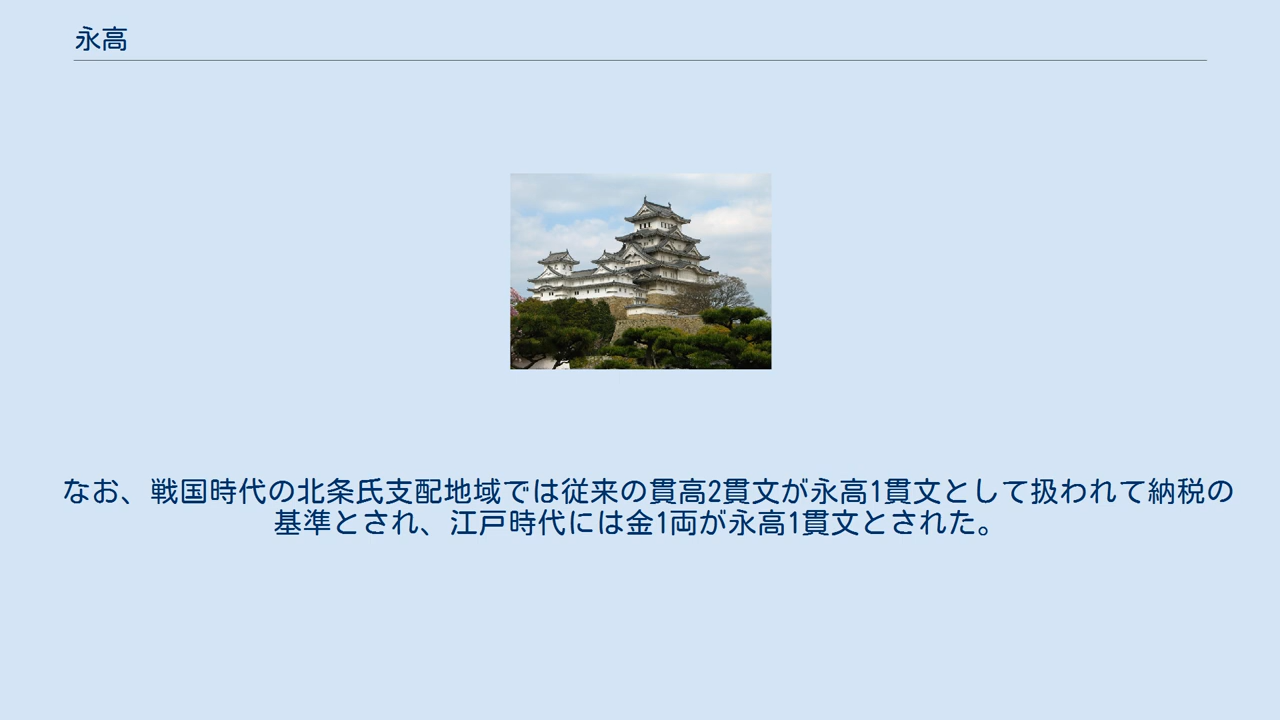 永高
なお、戦国時代の北条氏支配地域では従来の貫高2貫文が永高1貫文として扱われて納税の
基準とされ、江戸時代には金1両が永高1貫文とされた。